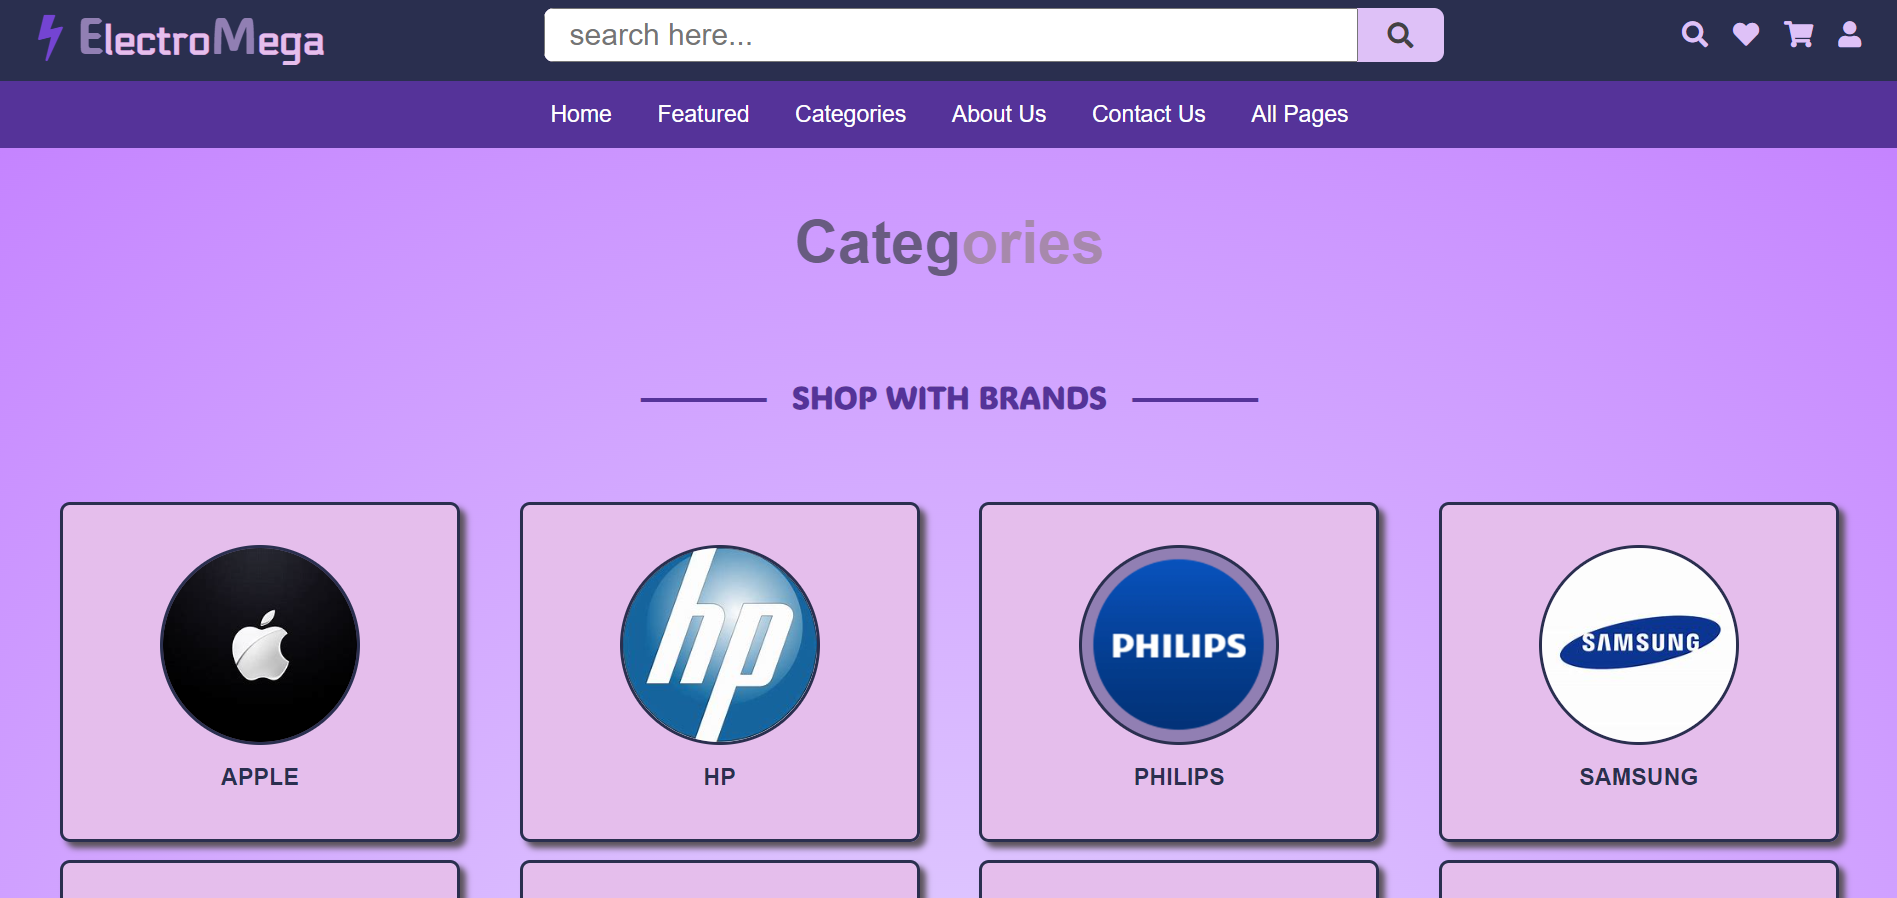 ElectroMega
search here...
Home Featured Categories About Us Contact Us All Pages
Categories
SHOP WITH BRANDS
hp
PHILIPS
SAMSUNG
APPLE
HP
PHILIPS
SAMSUNG